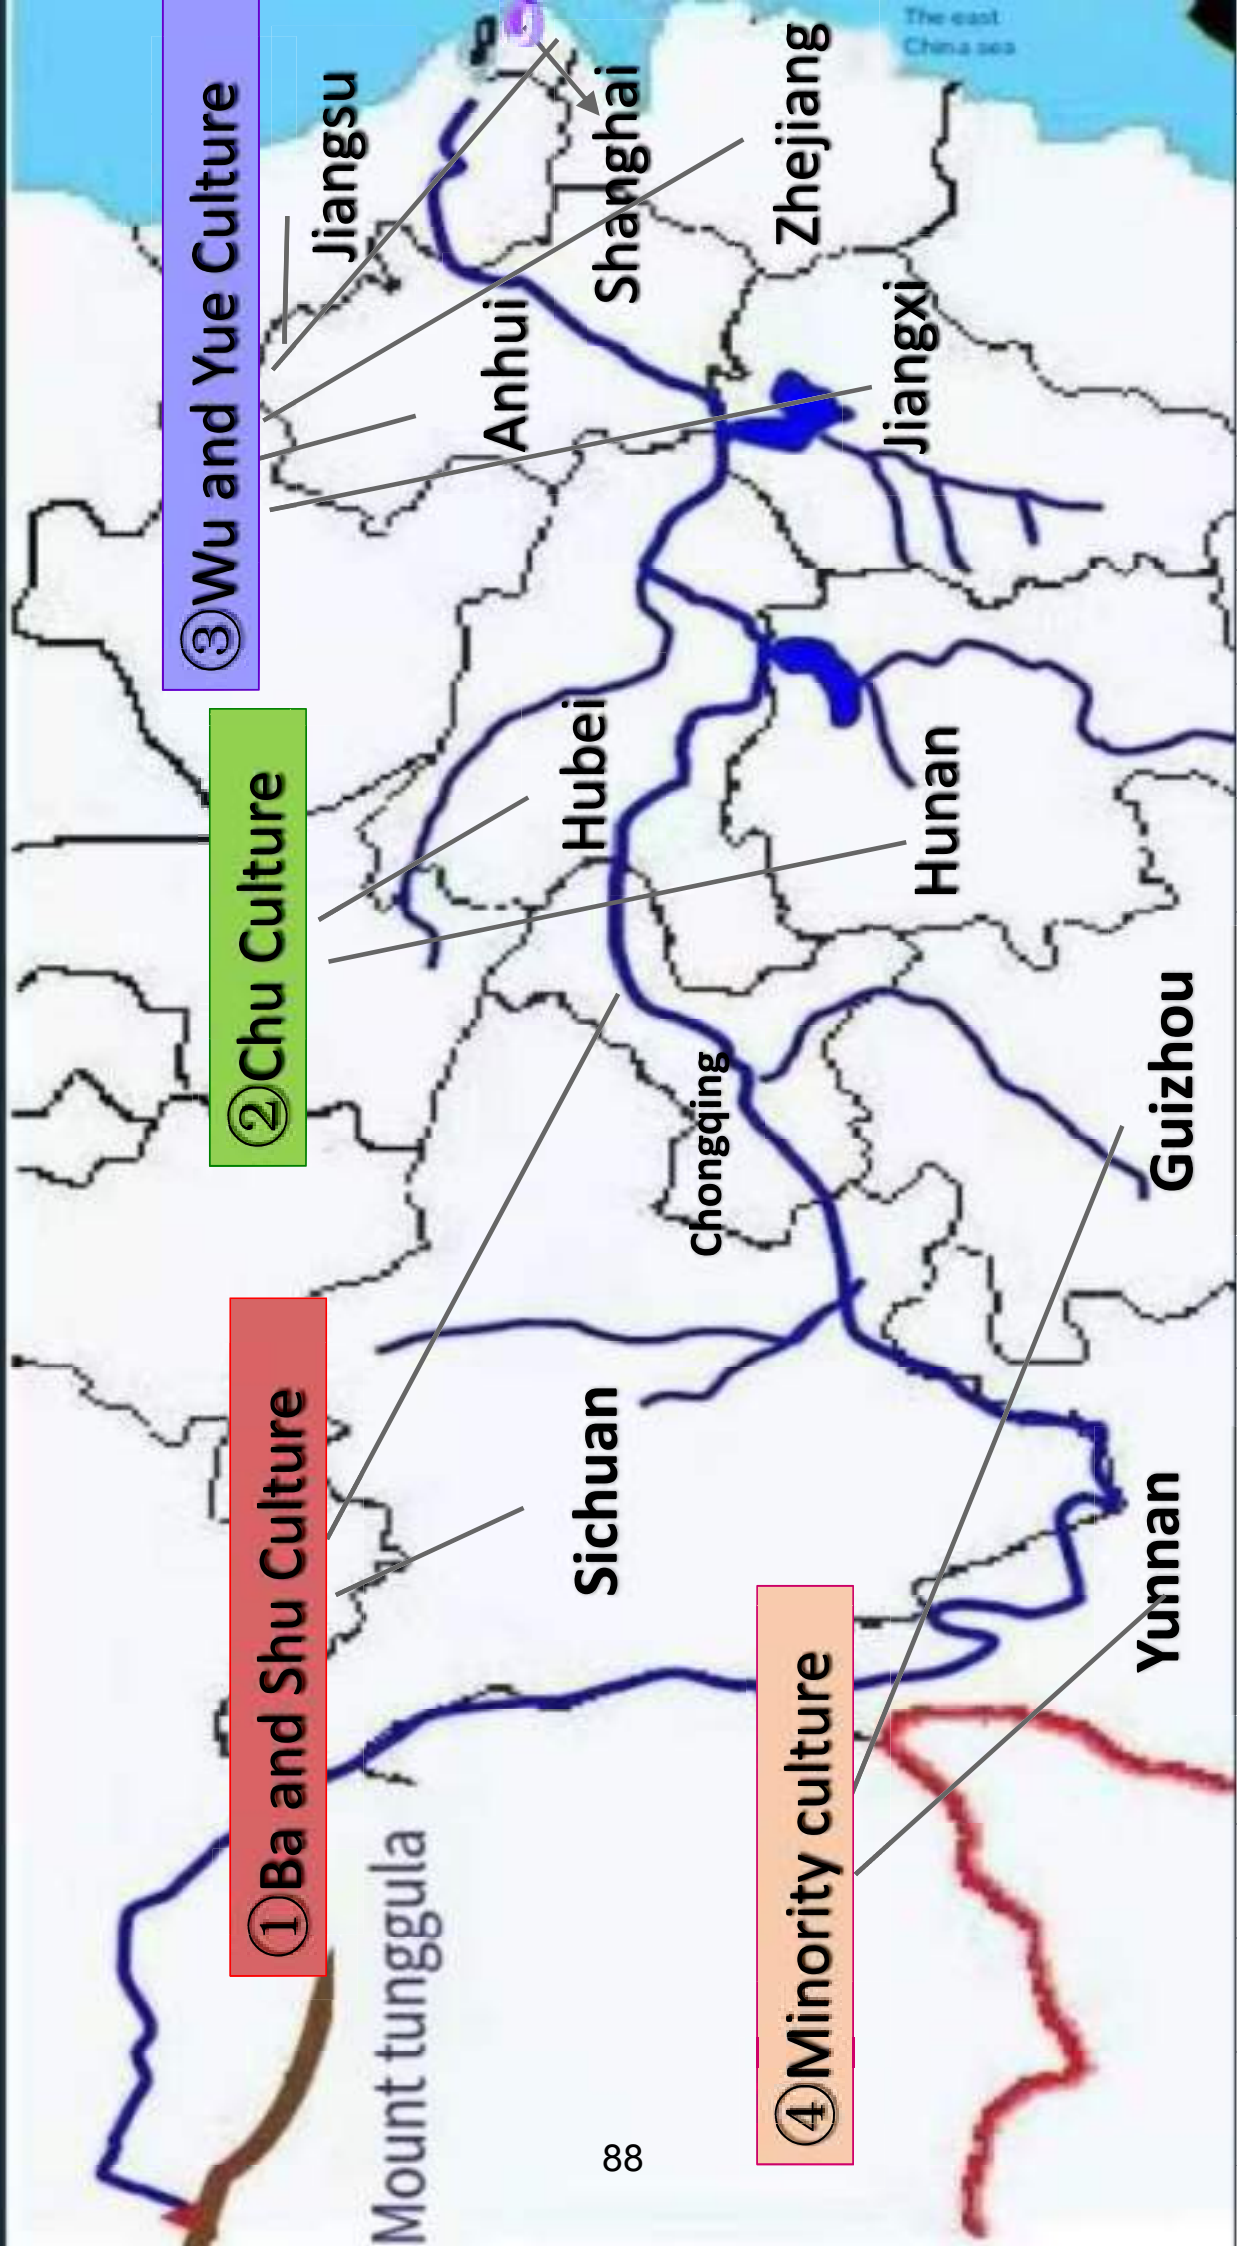 ③Wu and Yue Culture
②Chu Culture
①Ba and Shu Culture
④Minority culture
The east
China sea
Jiangsu
Shanghai
Zhejiang
Anhui
Jiangxi
Hubei
Hunan
Chongqing
Guizhou
Sichuan
Yunnan
Mount tunggula
88